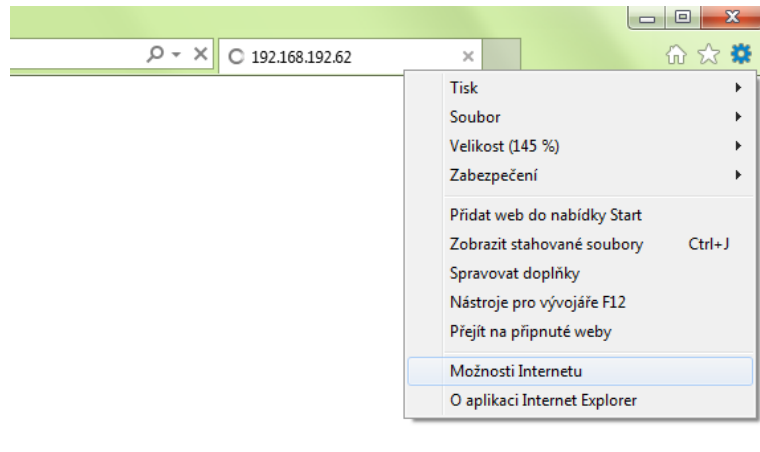 192.168.192.62
Tisk
Soubor
Velikost (145 %)
Zabezpečení
Přidat web do nabídky Start
Zobrazit stahované soubory Ctrl+J
Spravovat doplňky
Nástroje pro vývojáře F12
Přejít na připnuté weby
Možnosti Internetu
O aplikaci Internet Explorer